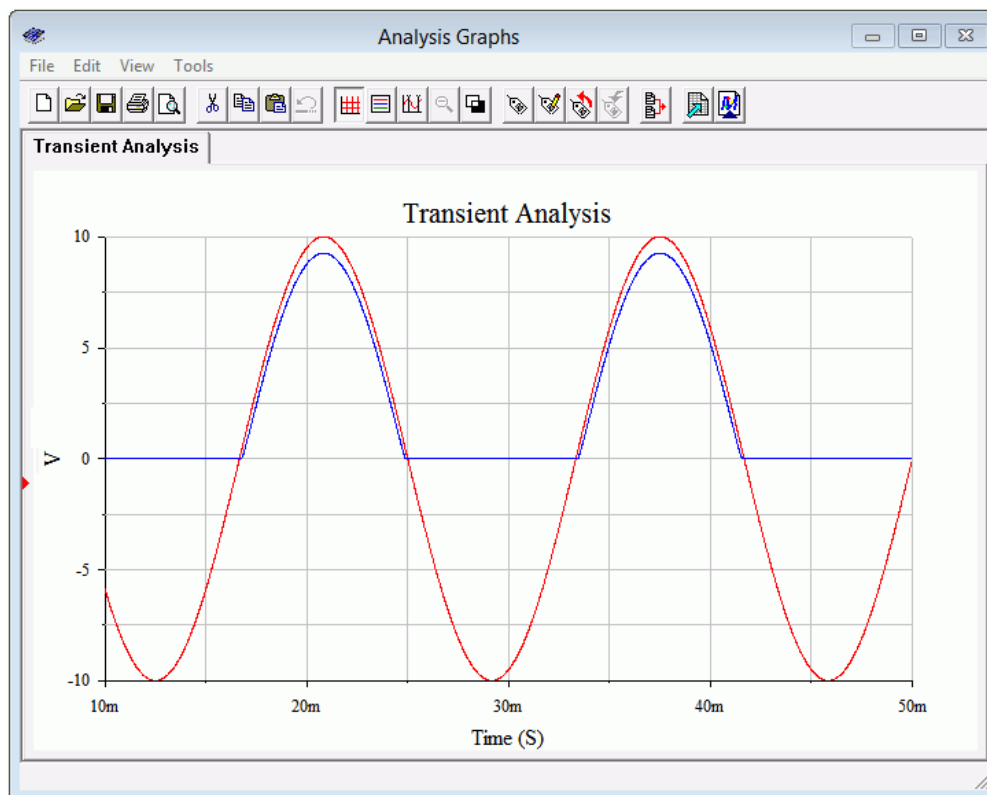 Analysis Graphs
File Edit View Tools
Transient Analysis
Transient Analysis
10
5
0
-5
-10
V
10m 20m 30m 40m 50m
Time (S)